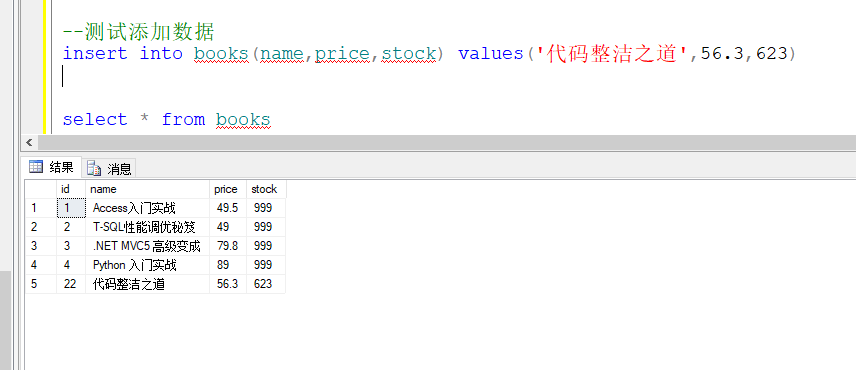 --测试添加数据
insert into books(name,price,stock) values('代码整洁之道',56.3,623)
select * from books
结果 消息
id name price stock
1 1 Access入门实战 49.5 999
2 2 T-SQL性能调优秘笈 49 999
3 3 .NET MVC5 高级变成 79.8 999
4 4 Python 入门实战 89 999
5 22 代码整洁之道 56.3 623